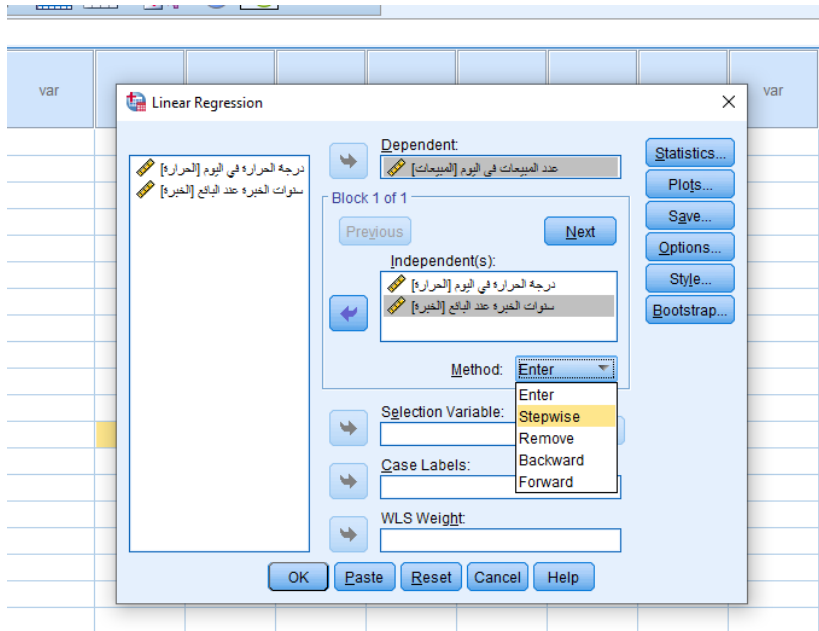 var
var
Linear Regression
درجة الحرارة في اليوم [الحرارة]
سنوات الخبرة عند البائع [الخبرة]
Dependent:
عدد المبيعات في اليوم [المبيعات]
Block 1 of 1
Previous
Next
Independent(s):
درجة الحرارة في اليوم [الحرارة]
سنوات الخبرة عند البائع [الخبرة]
Method: Enter
Enter
Stepwise
Remove
Backward
Forward
Selection Variable:
Case Labels:
WLS Weight:
Statistics...
Plots...
Save...
Options...
Style...
Bootstrap...
OK Paste Reset Cancel Help